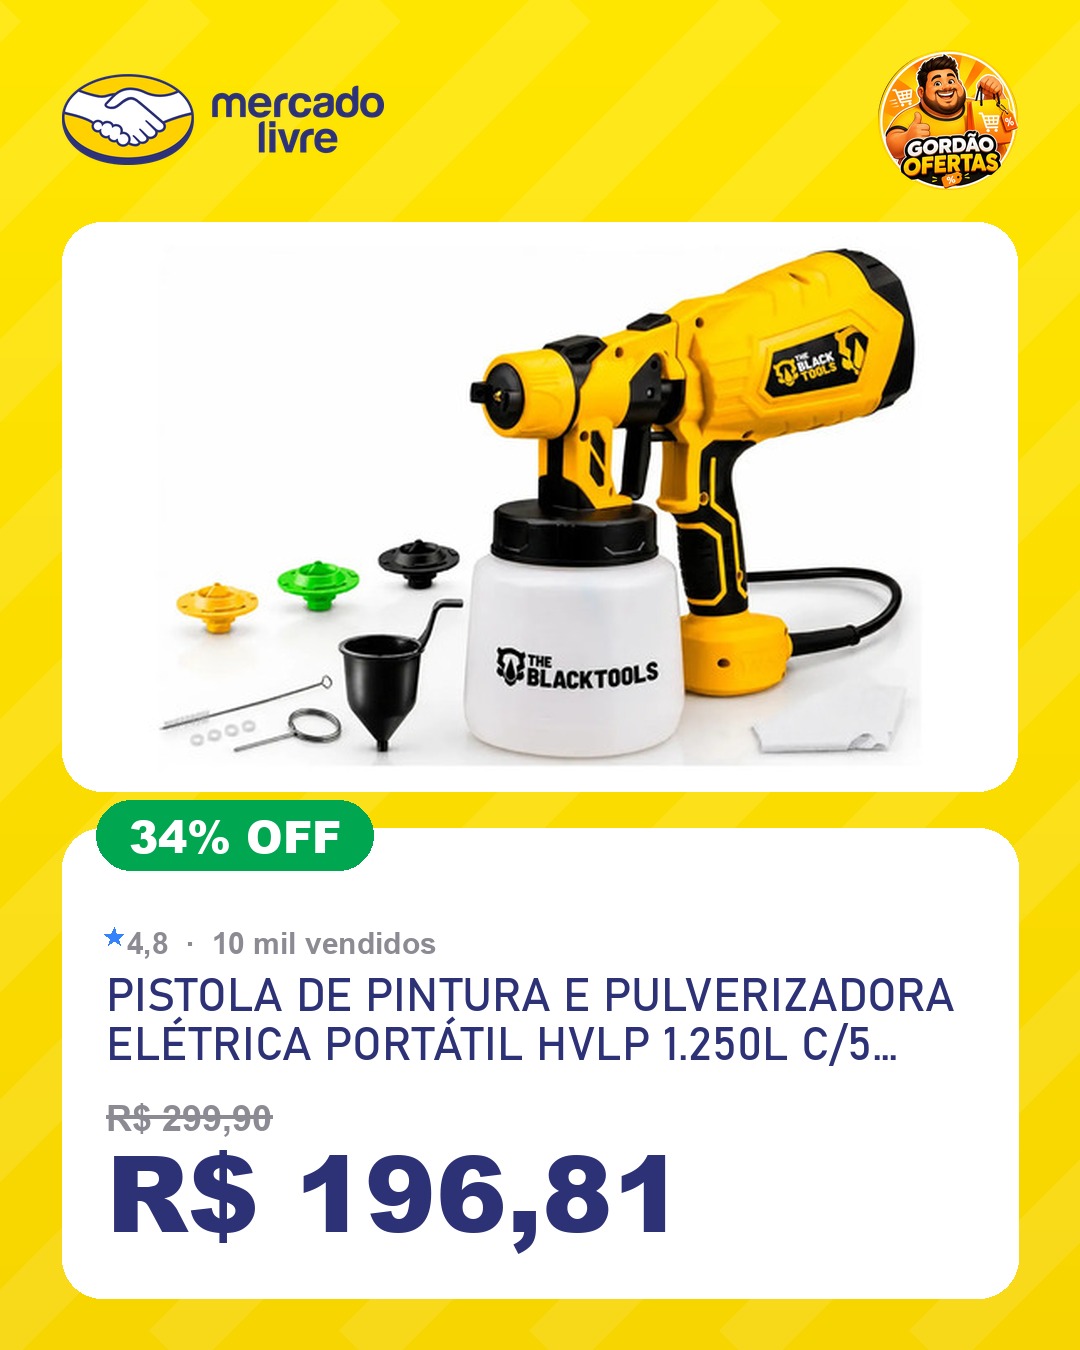 mercado
livre
GORDÃO
OFERTAS
%
%
THE
BLACK
TOOLS
THE
BLACKTOOLS
34% OFF
4,8 · 10 mil vendidos
PISTOLA DE PINTURA E PULVERIZADORA
ELÉTRICA PORTÁTIL HVLP 1.250L C/5...
R$ 299,90
R$ 196,81